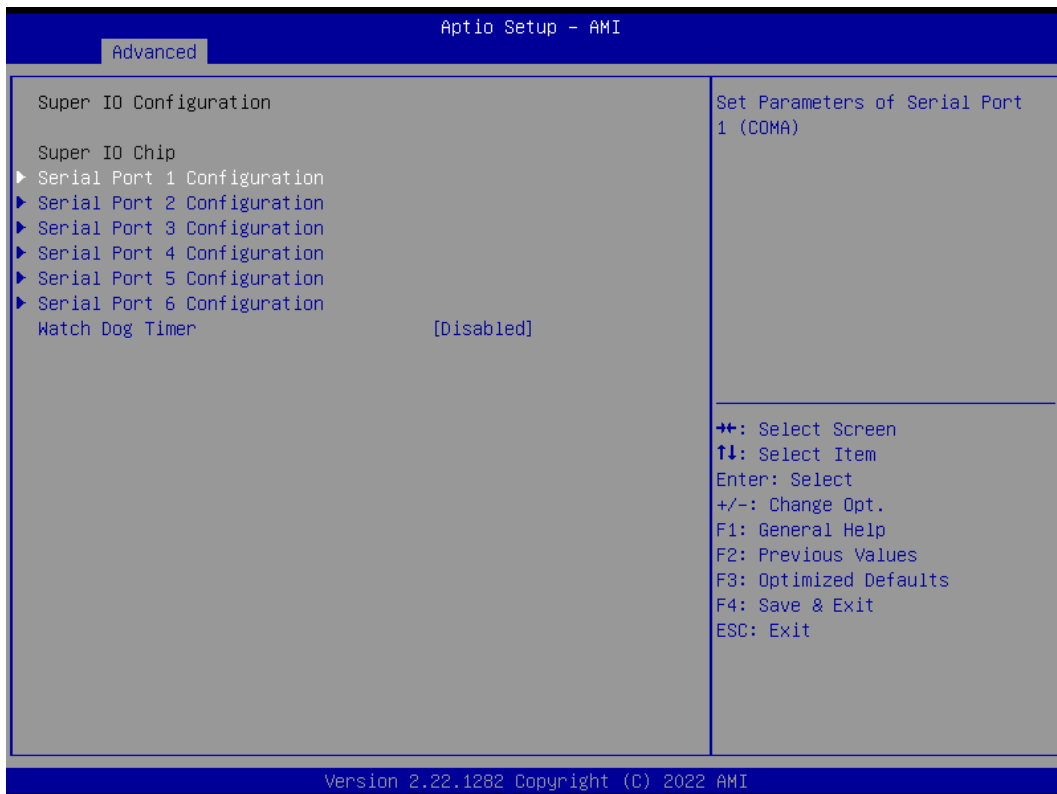 Aptio Setup – AMI
Advanced
Super IO Configuration
Super IO Chip
Serial Port 1 Configuration
Serial Port 2 Configuration
Serial Port 3 Configuration
Serial Port 4 Configuration
Serial Port 5 Configuration
Serial Port 6 Configuration
Watch Dog Timer [Disabled]
Set Parameters of Serial Port
1 (COMA)
→←: Select Screen
↑↓: Select Item
Enter: Select
+/-: Change Opt.
F1: General Help
F2: Previous Values
F3: Optimized Defaults
F4: Save & Exit
ESC: Exit
Version 2.22.1282 Copyright (C) 2022 AMI